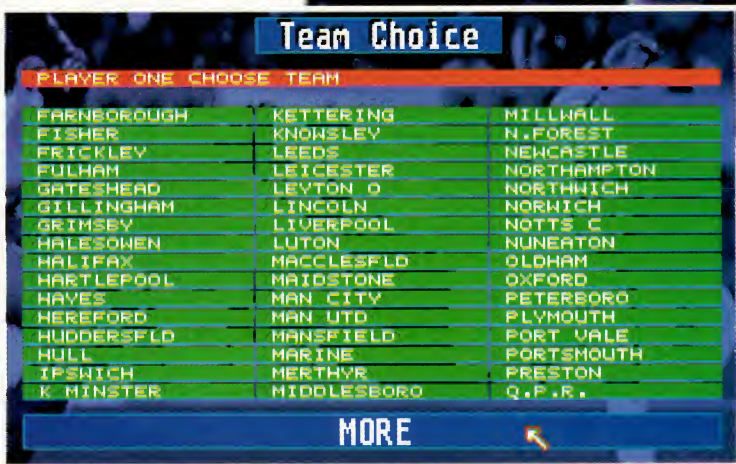 Team Choice
PLAYER ONE CHOOSE TEAM
FARNBOROUGH KETTERING MILLWALL
FISHER KNOWSLEY N.FOREST
FRICKLEY LEEDS NEWCASTLE
FULHAM LEICESTER NORTHAMPTON
GATESHEAD LEYTON O NORTHWICH
GILLINGHAM LINCOLN NORWICH
GRIMSBY LIVERPOOL NOTTS C
HALESOWEN LUTON NUNEATON
HALIFAX MACCLESFLD OLDHAM
HARTLEPOOL MAIDSTONE OXFORD
HAYES MAN CITY PETERBORO
HEREFORD MAN UTD PLYMOUTH
HUDDERSFLD MANSFIELD PORT VALE
HULL MARINE PORTSMOUTH
IPSWICH MERTHYR PRESTON
K MINSTER MIDDLESBORO Q.P.R.
MORE